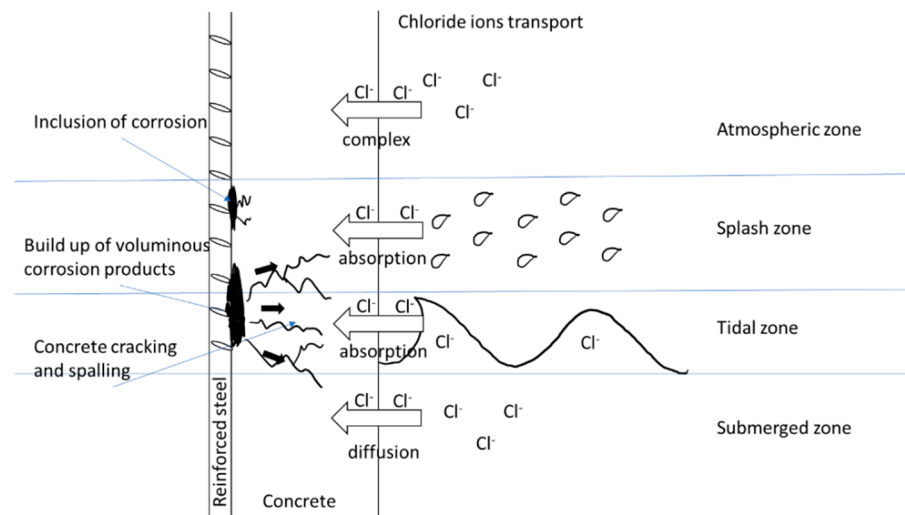 Chloride ions transport
Cl⁻ Cl⁻ Cl⁻ Cl⁻
Cl⁻
Inclusion of corrosion
complex
Atmospheric zone
Cl⁻ Cl⁻
Splash zone
Build up of voluminous
corrosion products
absorption
Cl⁻ Cl⁻
Tidal zone
Concrete cracking
and spalling
absorption
Cl⁻ Cl⁻
Cl⁻ Cl⁻ Cl⁻ Cl⁻
Cl⁻
Submerged zone
diffusion
Reinforced steel
Concrete